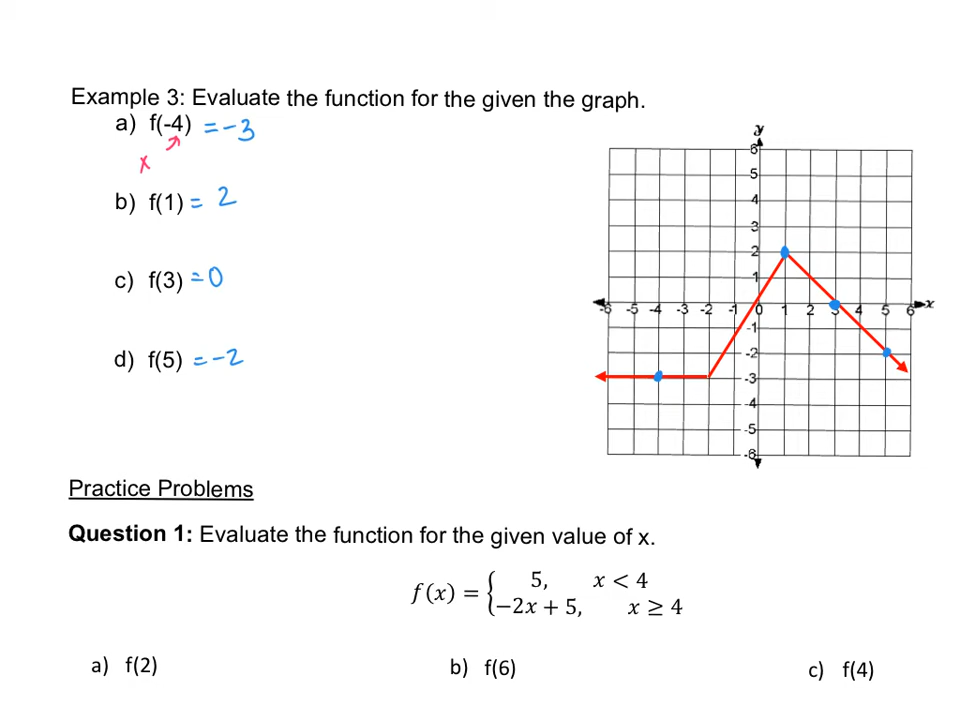 Example 3: Evaluate the function for the given the graph.
a) f(-4) = -3
x
b) f(1) = 2
c) f(3) = 0
d) f(5) = -2
y
6
5
4
3
2
1
-6 -5 -4 -3 -2 -1 0 1 2 3 4 5 6 x
-1
-2
-3
-4
-5
-6
Practice Problems
Question 1: Evaluate the function for the given value of x.
f(x) = { 5, x < 4
−2x + 5, x ≥ 4
a) f(2) b) f(6) c) f(4)